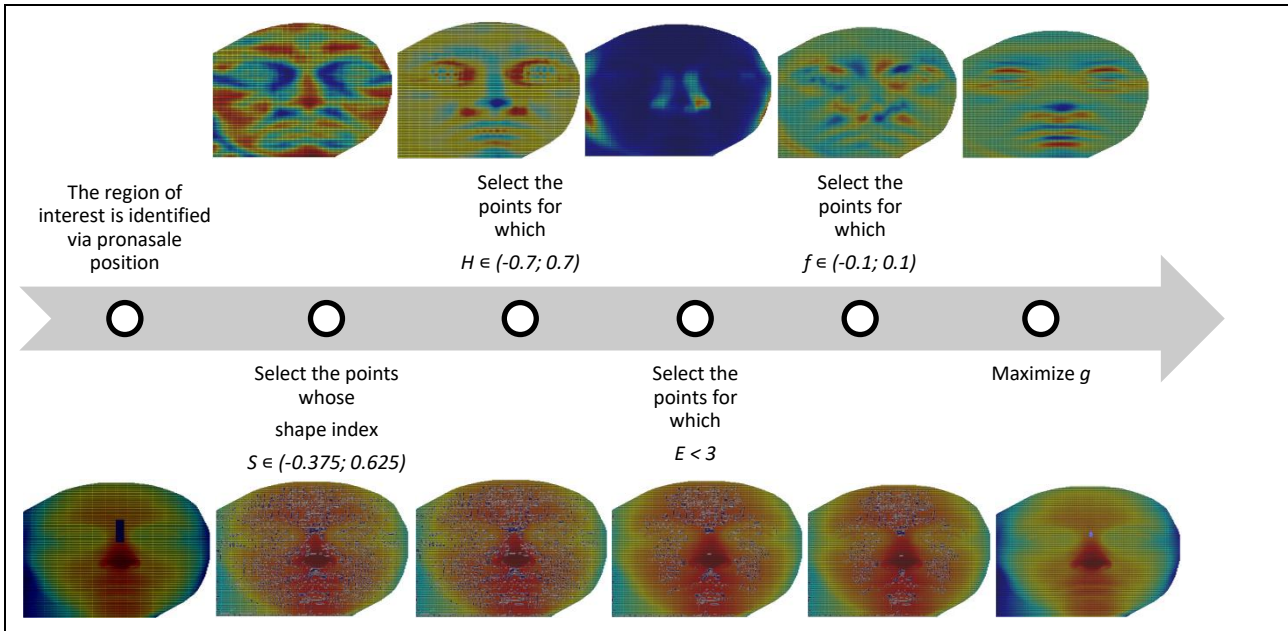 The region of
interest is identified
via pronasale
position
Select the points
whose
shape index
S ∈ (-0.375; 0.625)
Select the
points for
which
H ∈ (-0.7; 0.7)
Select the
points for
which
E < 3
Select the
points for
which
f ∈ (-0.1; 0.1)
Maximize g